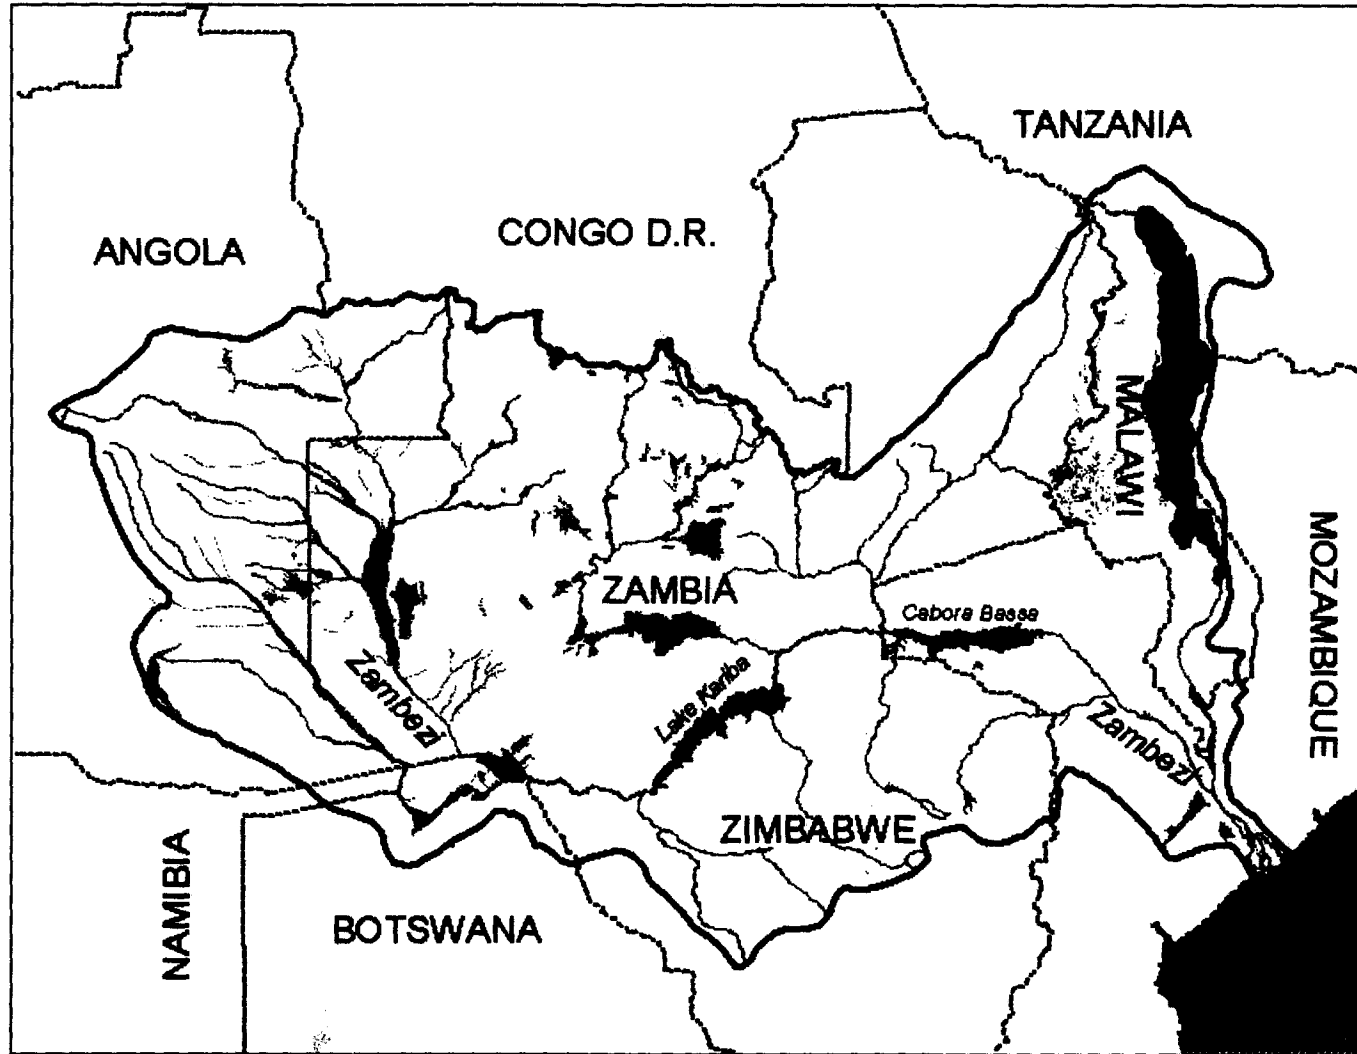 TANZANIA
CONGO D.R.
ANGOLA
MALAWI
MOZAMBIQUE
ZAMBIA
Cabora Bassa
Zambezi
Lake Kariba
Zambezi
ZIMBABWE
NAMIBIA
BOTSWANA